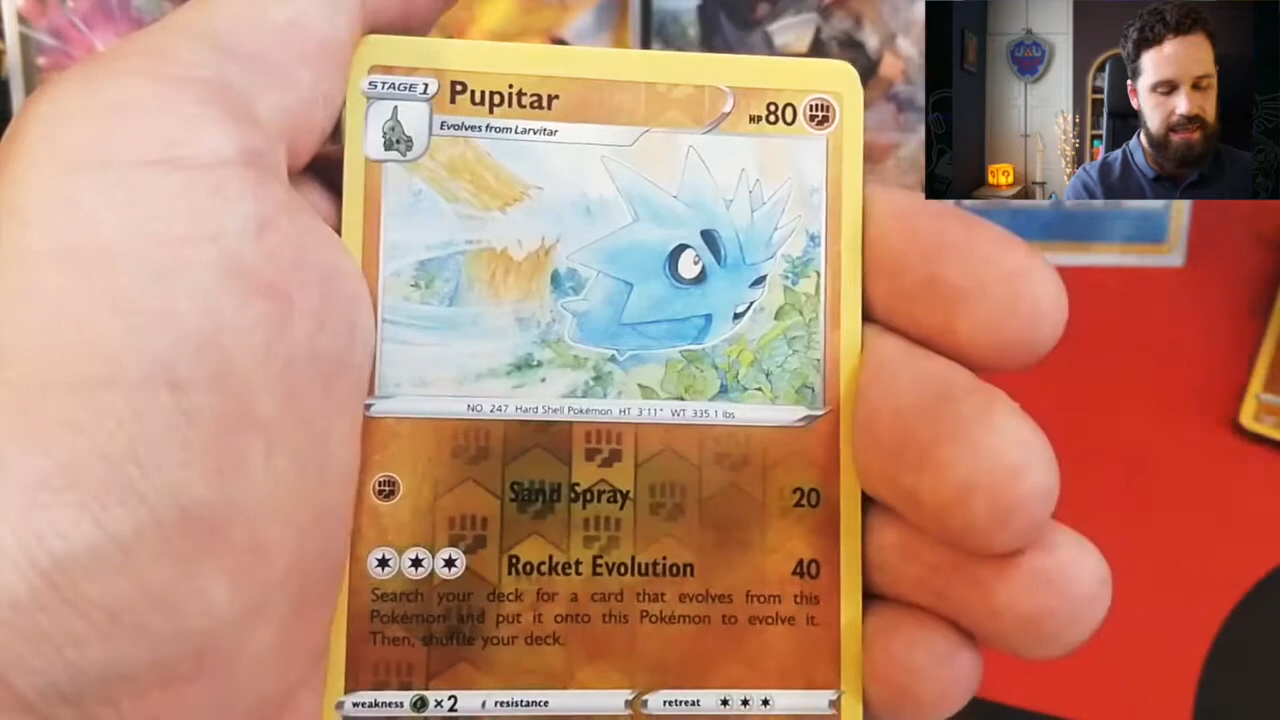 STAGE 1
Pupitar
HP 80
Evolves from Larvitar
NO. 247 Hard Shell Pokémon HT 3'11" WT 335.1 lbs
Sand Spray 20
Rocket Evolution 40
Search your deck for a card that evolves from this
Pokémon and put it onto this Pokémon to evolve it.
Then, shuffle your deck.
weakness ×2 resistance retreat